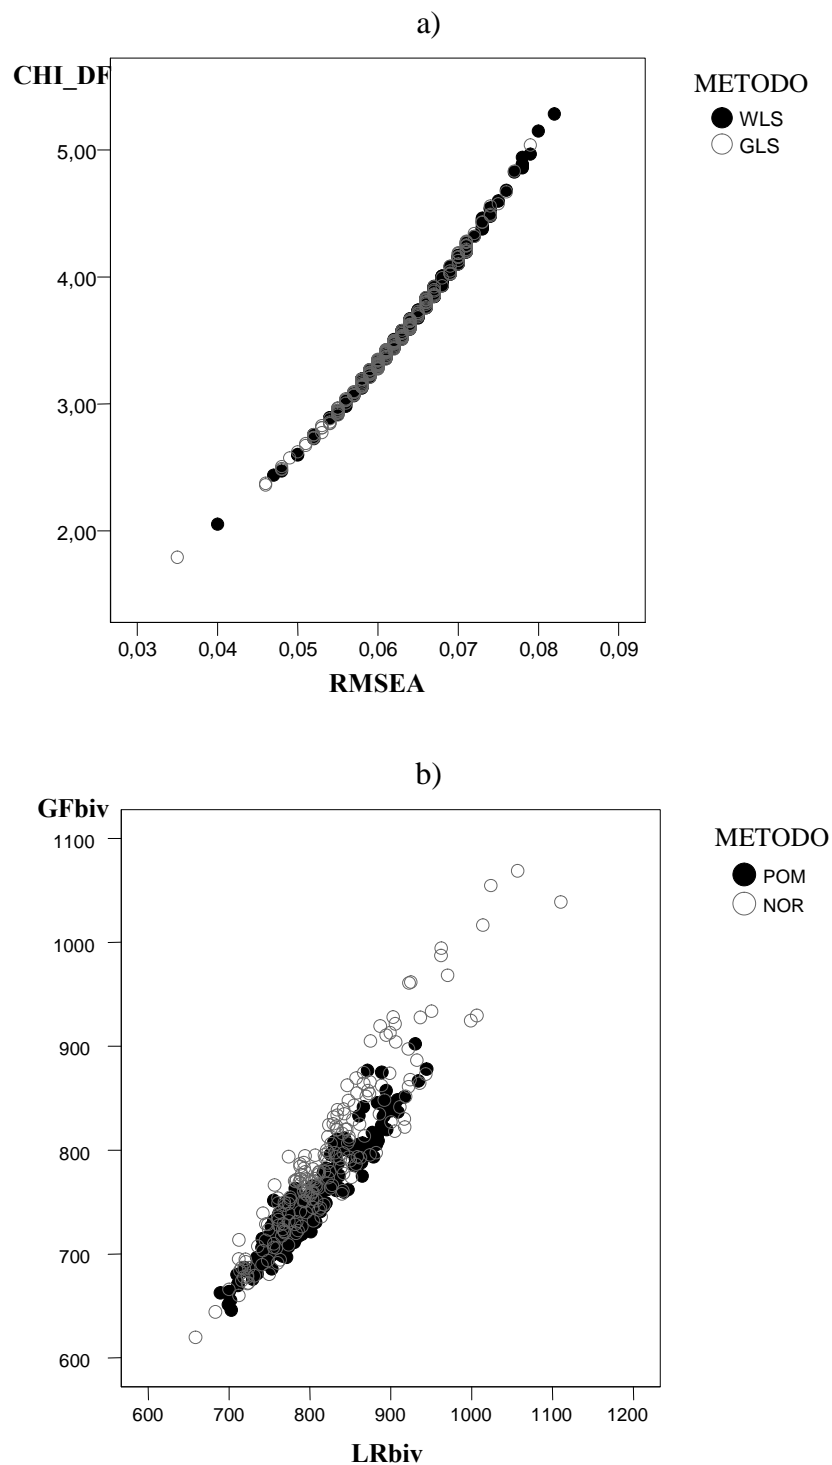 a)
CHI_DF
METODO
WLS
GLS
5,00
4,00
3,00
2,00
0,03 0,04 0,05 0,06 0,07 0,08 0,09
RMSEA
b)
GFbiv
METODO
POM
NOR
1100
1000
900
800
700
600
600 700 800 900 1000 1100 1200
LRbiv